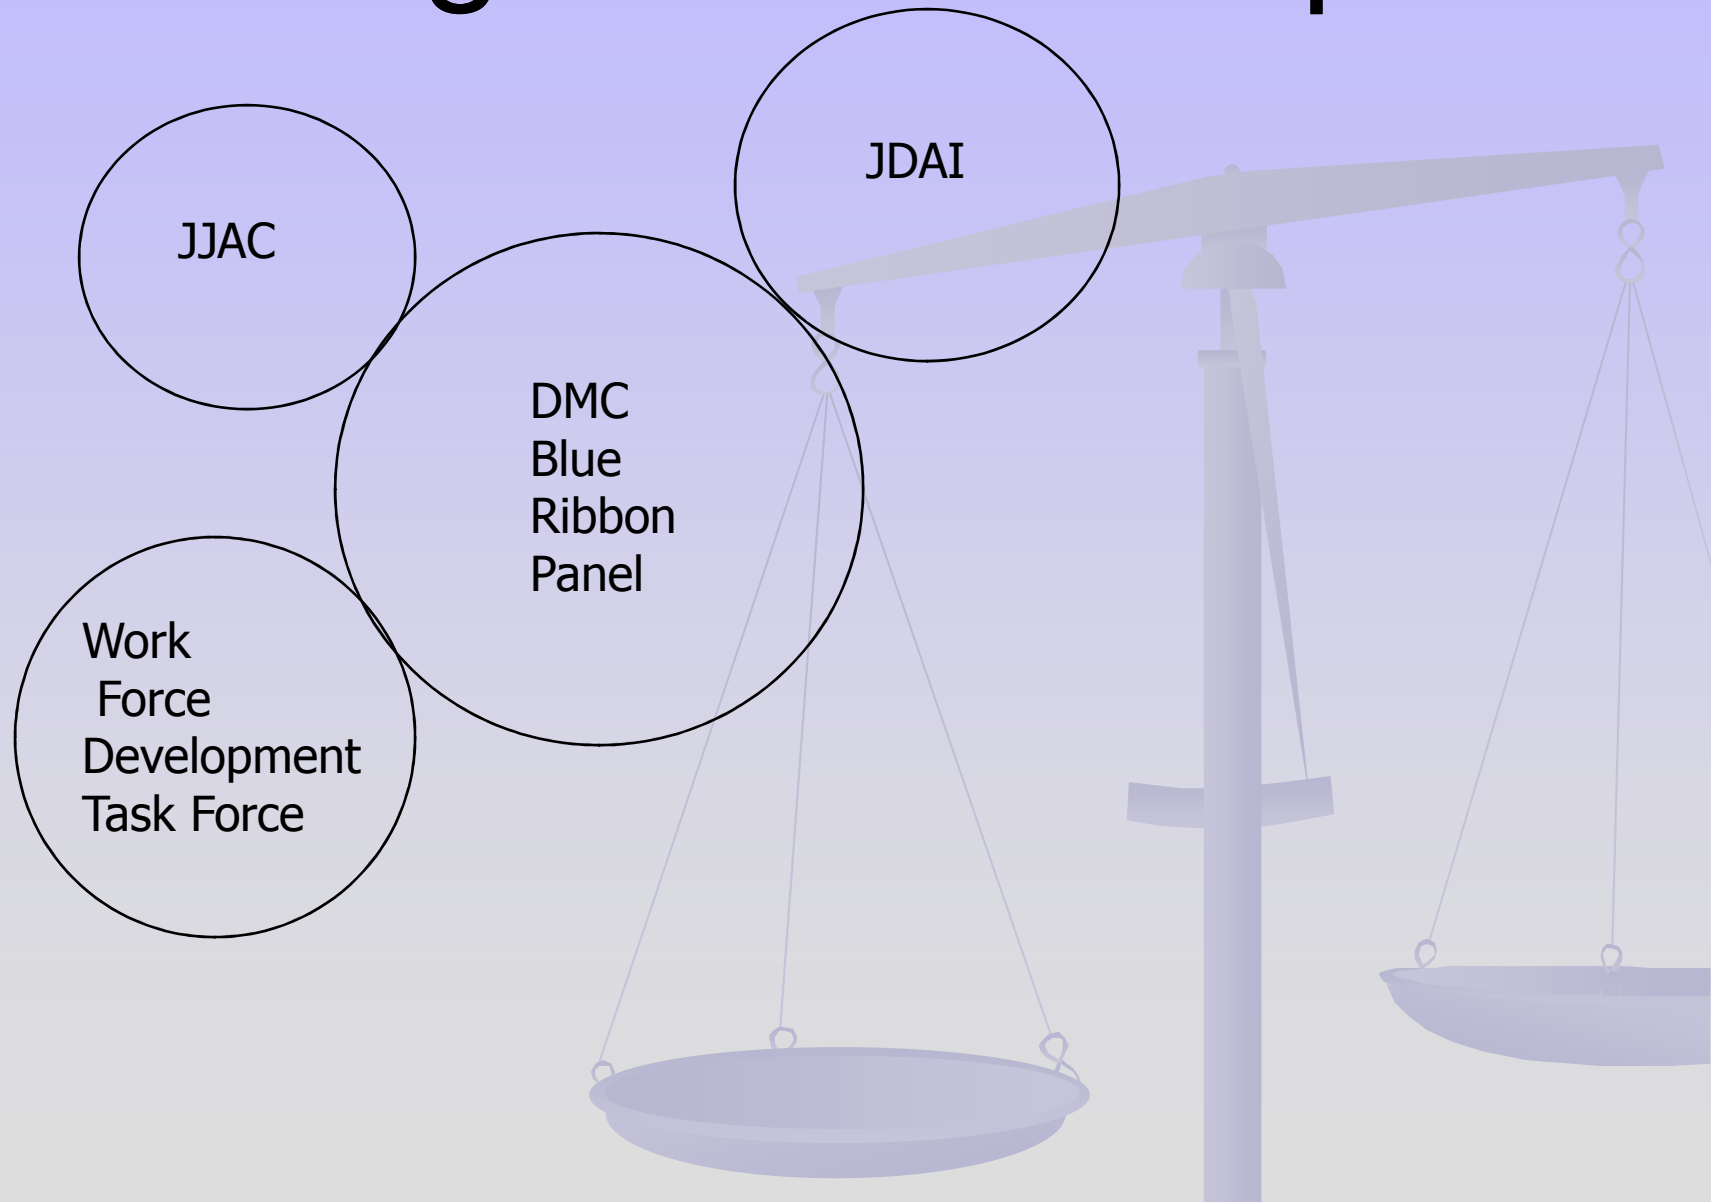 JDAI
JJAC
DMC
Blue
Ribbon
Panel
Work
Force
Development
Task Force